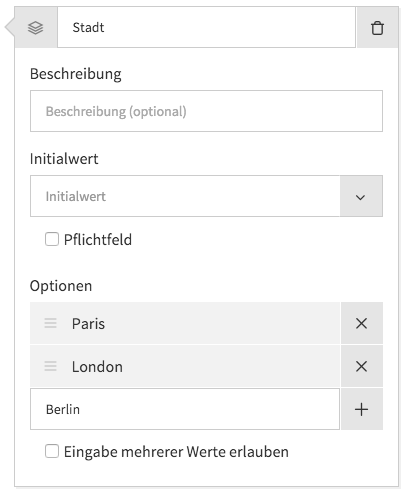 Stadt
Beschreibung
Beschreibung (optional)
Initialwert
Initialwert
Pflichtfeld
Optionen
Paris
London
Berlin
Eingabe mehrerer Werte erlauben